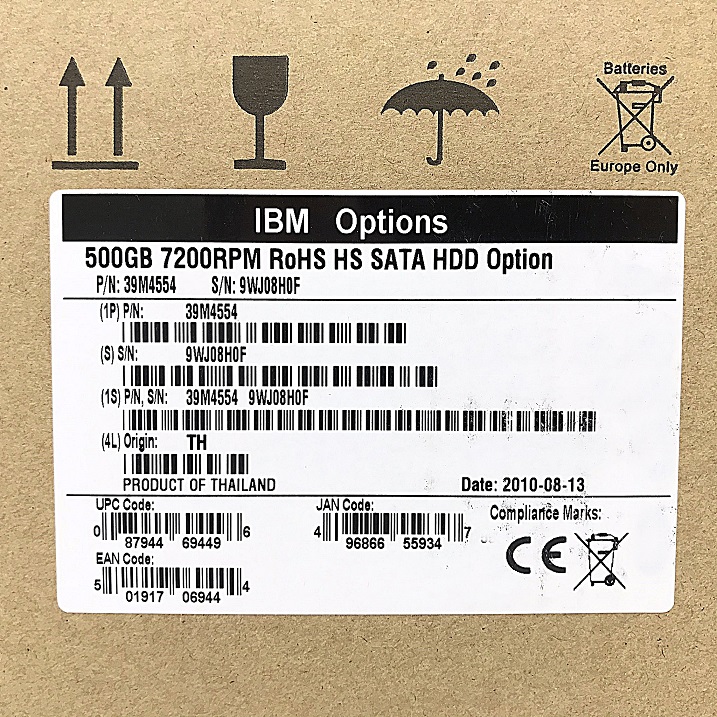 Batteries
Europe Only
IBM Options
500GB 7200RPM RoHS HS SATA HDD Option
P/N: 39M4554 S/N: 9WJ08H0F
(1P) P/N: 39M4554
(S) S/N: 9WJ08H0F
(1S) P/N, S/N: 39M4554 9WJ08H0F
(4L) Origin: TH
PRODUCT OF THAILAND Date: 2010-08-13
UPC Code: JAN Code: Compliance Marks:
0 87944 69449 6 4 96866 55934 7
CE
EAN Code:
5 01917 06944 4